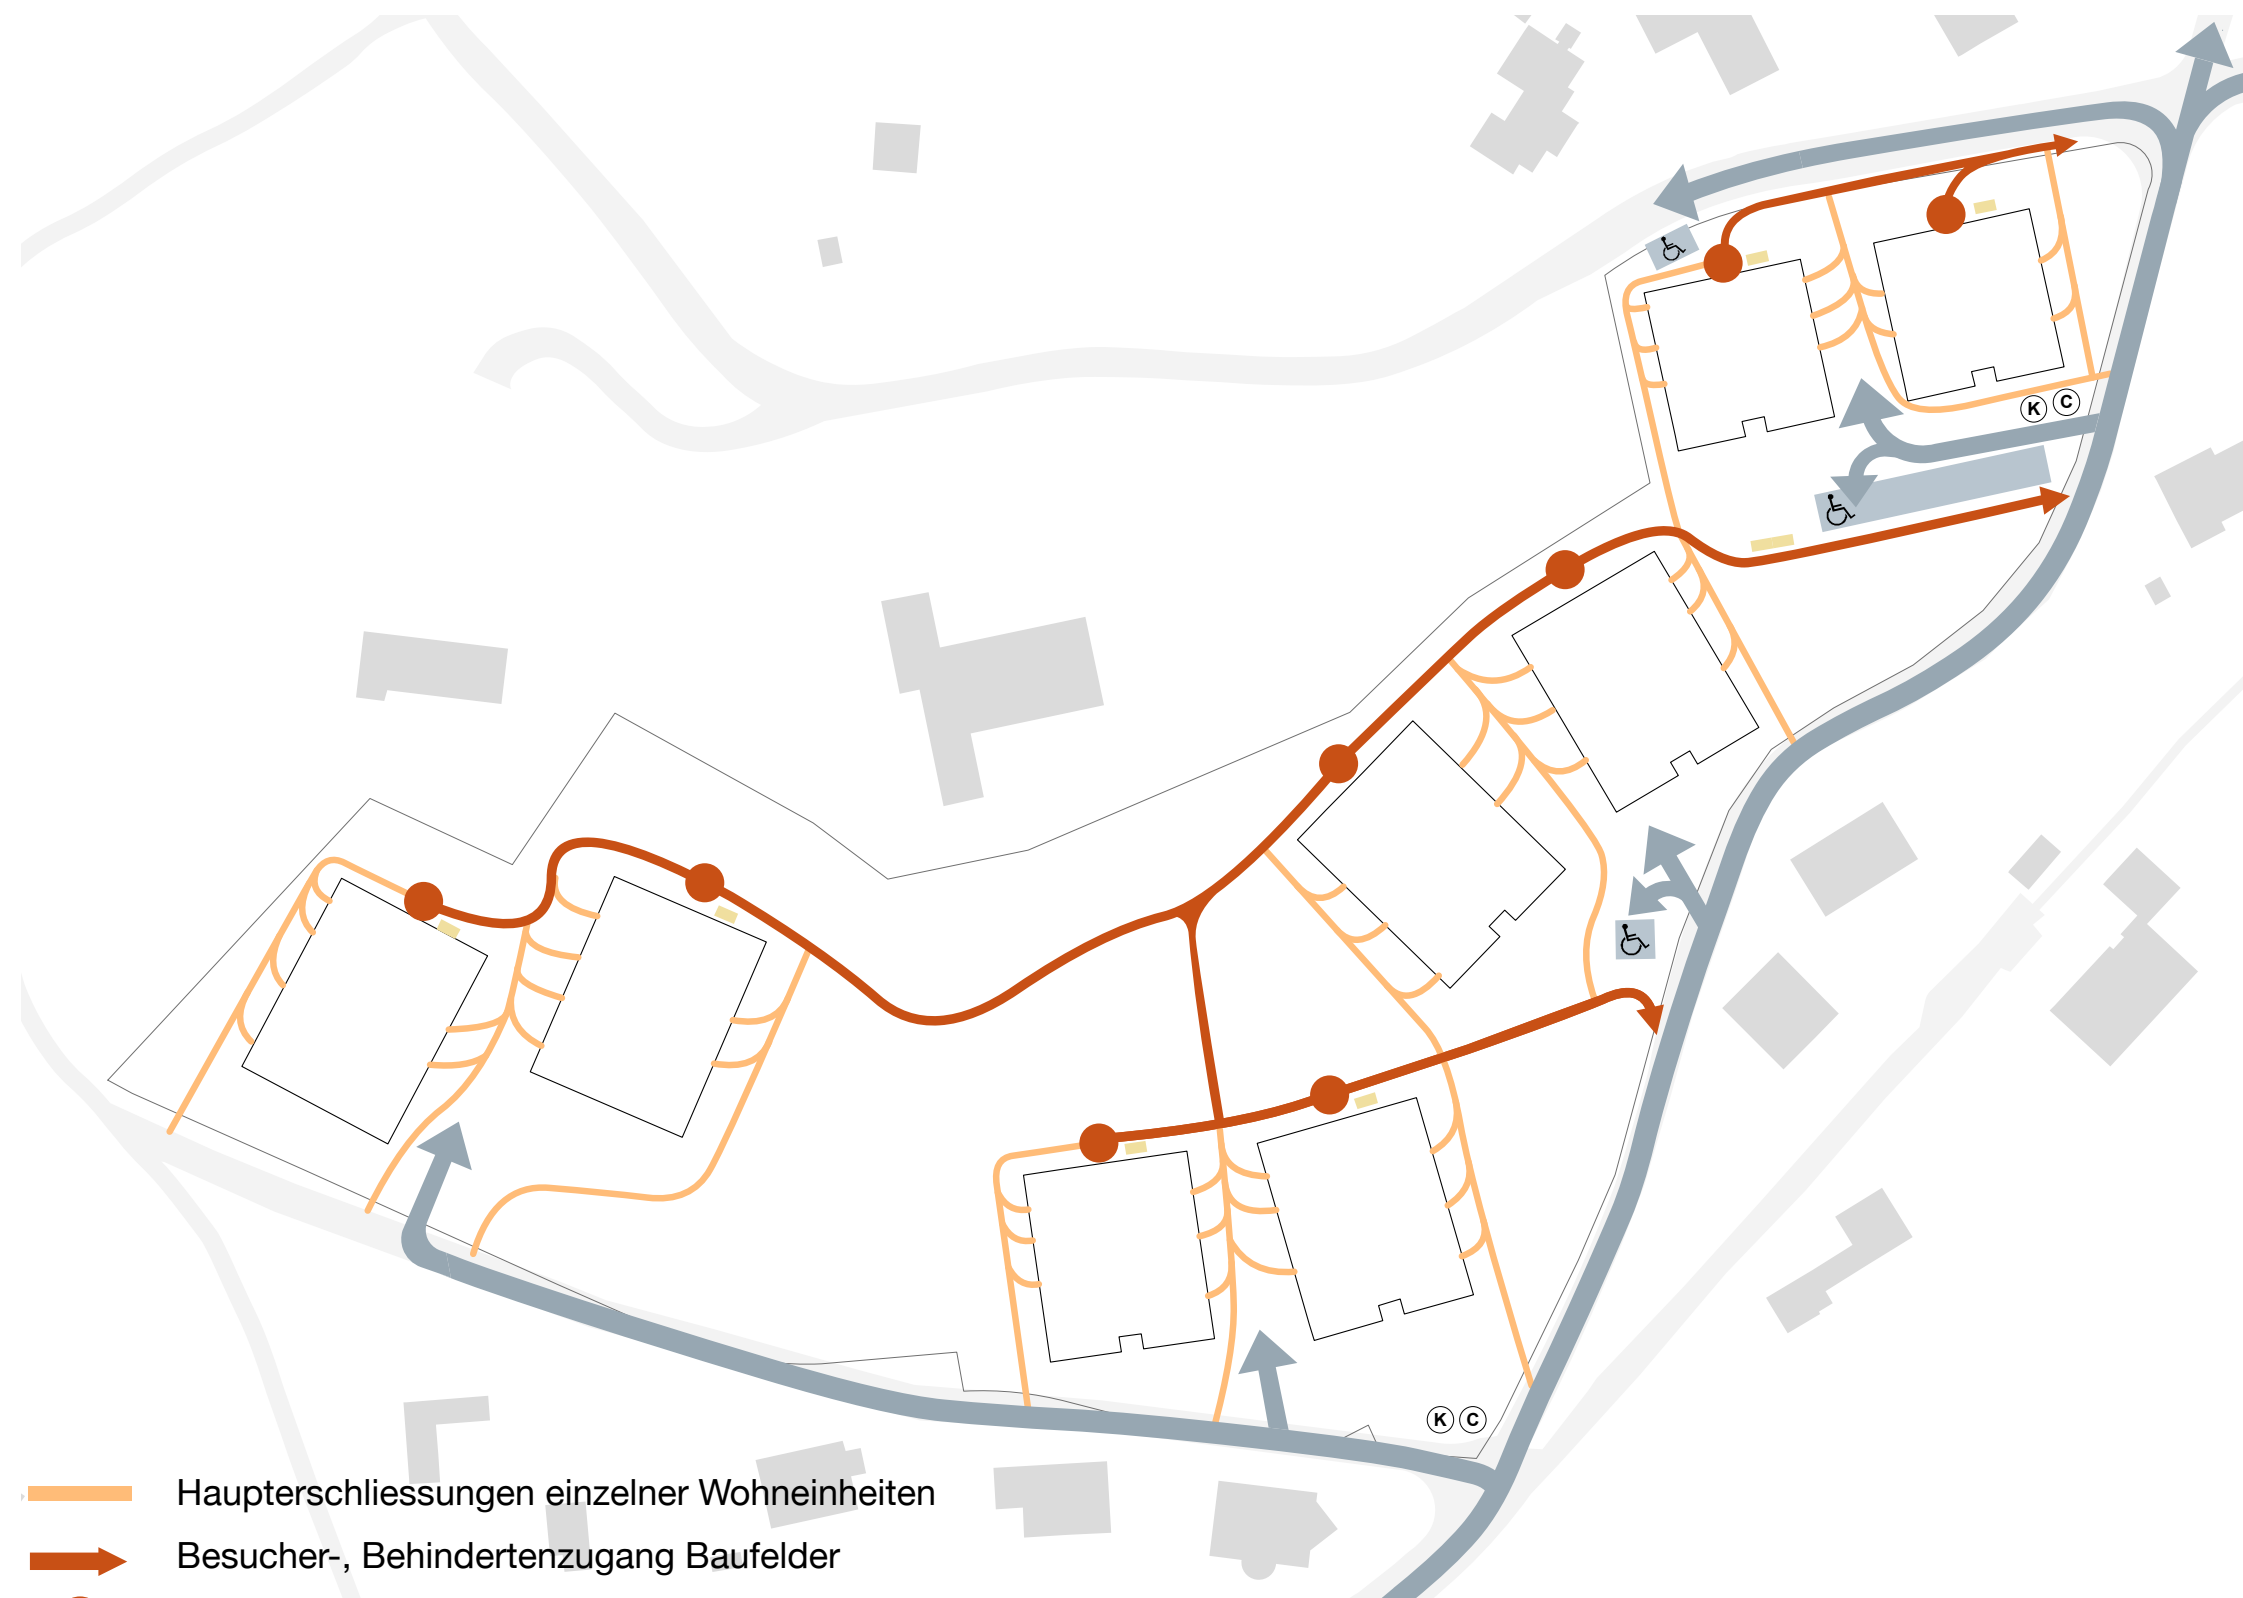 K C
K C
Haupterschliessungen einzelner Wohneinheiten
Besucher-, Behindertenzugang Baufelder